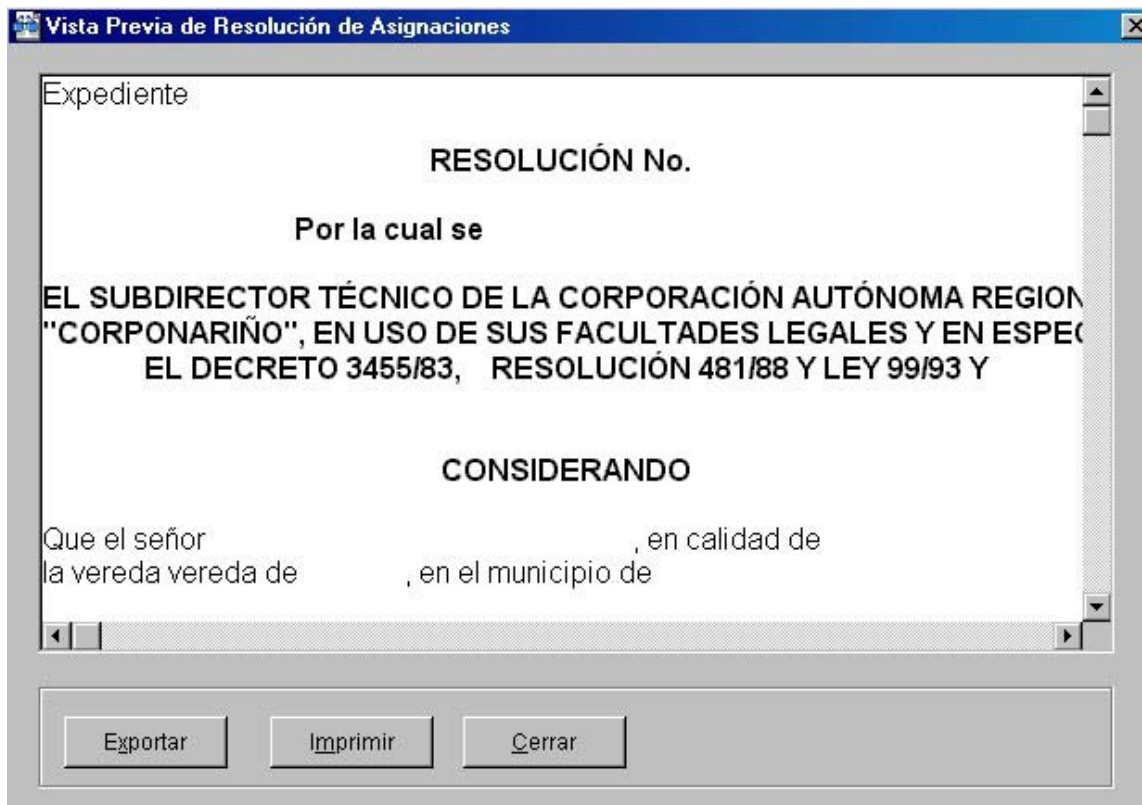 Vista Previa de Resolución de Asignaciones
Expediente
RESOLUCIÓN No.
Por la cual se
EL SUBDIRECTOR TÉCNICO DE LA CORPORACIÓN AUTÓNOMA REGION
"CORPONARIÑO", EN USO DE SUS FACULTADES LEGALES Y EN ESPEC
EL DECRETO 3455/83, RESOLUCIÓN 481/88 Y LEY 99/93 Y
CONSIDERANDO
Que el señor , en calidad de
la vereda vereda de , en el municipio de
Exportar Imprimir Cerrar